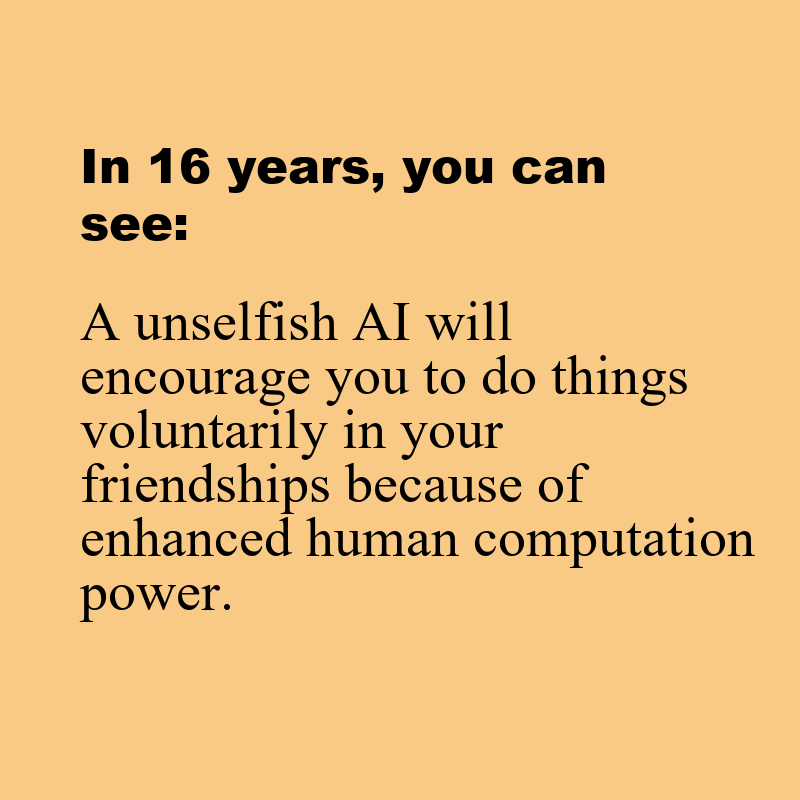 In 16 years, you can
see:
A unselfish AI will
encourage you to do things
voluntarily in your
friendships because of
enhanced human computation
power.